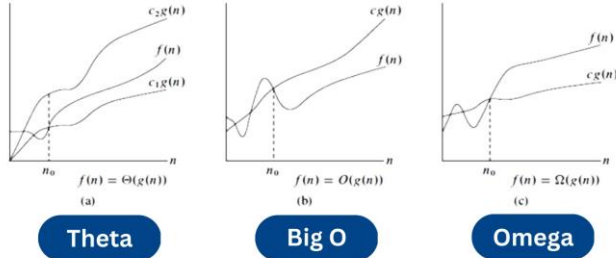 c₂g(n)
f(n)
c₁g(n)
n
n₀
f(n) = Θ(g(n))
(a)
Theta
cg(n)
f(n)
n
n₀
f(n) = O(g(n))
(b)
Big O
f(n)
cg(n)
n
n₀
f(n) = Ω(g(n))
(c)
Omega